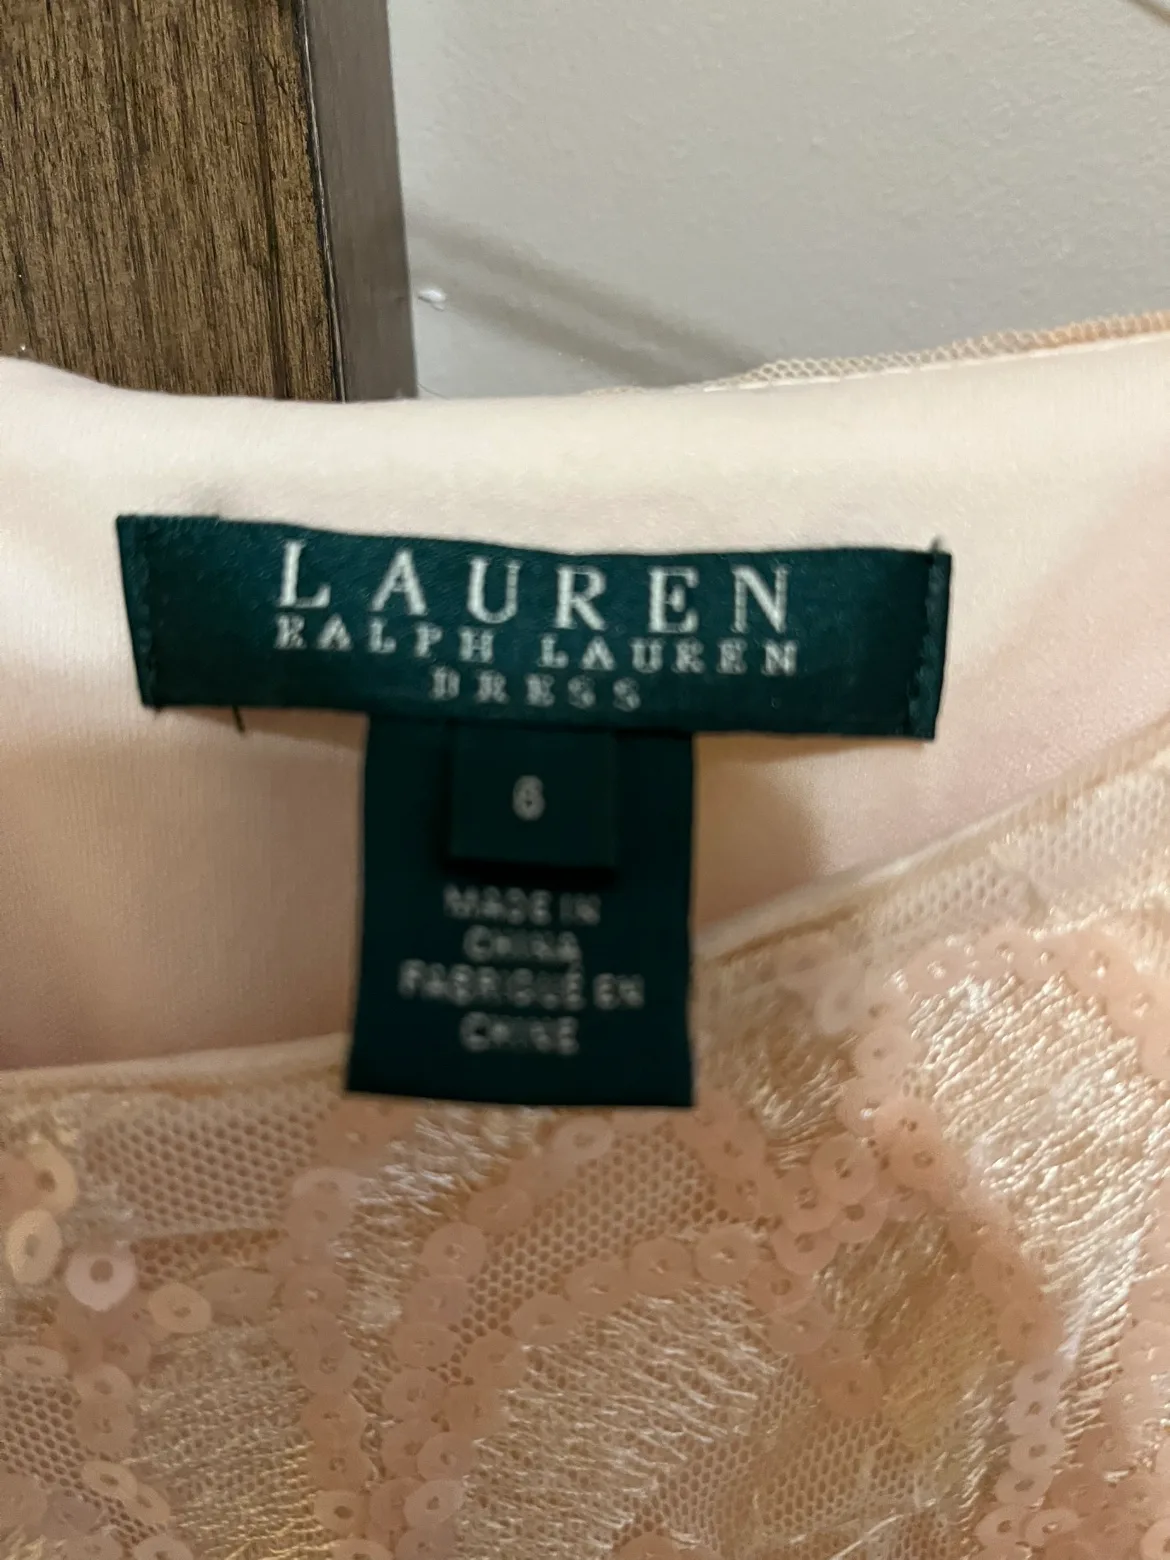 LAUREN
RALPH LAUREN
DRESS
6
MADE IN
CHINA
FABRIQUÉ EN
CHINE